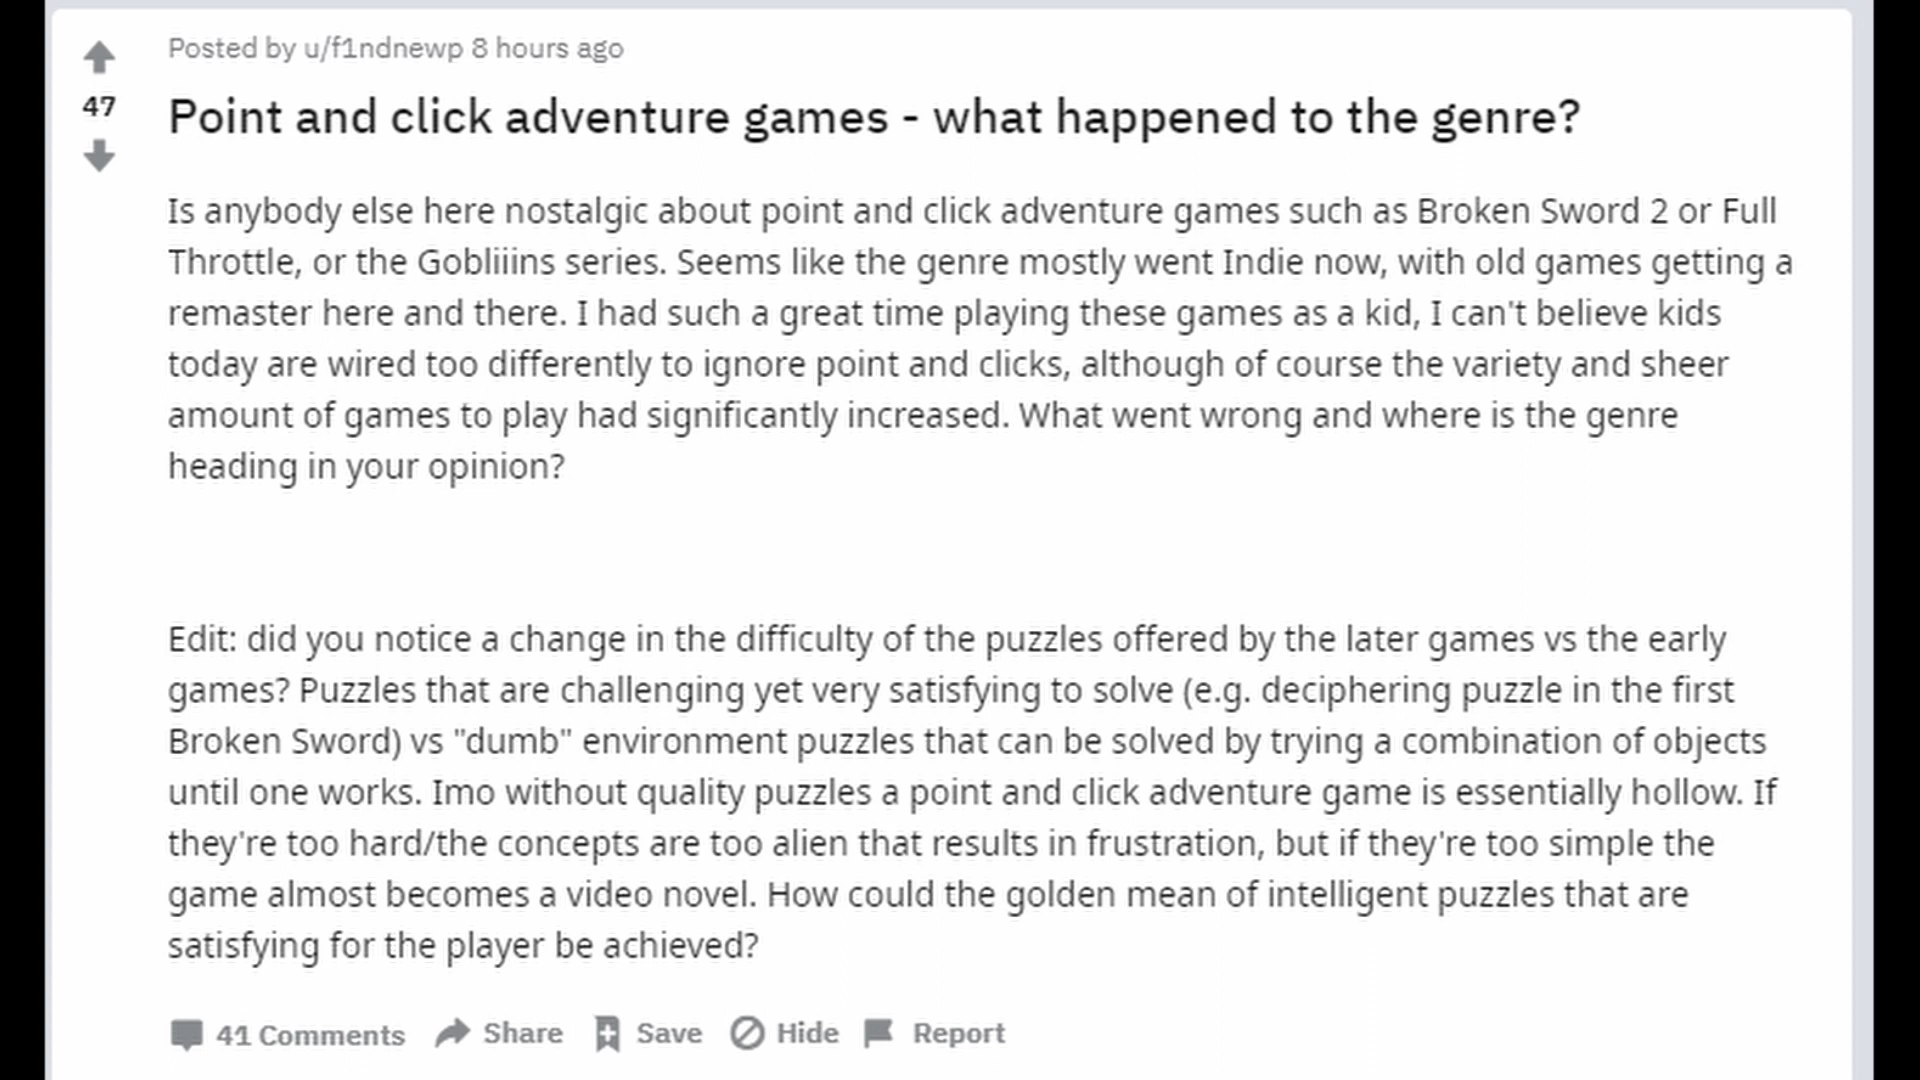 Posted by u/f1ndnewp 8 hours ago
47
Point and click adventure games - what happened to the genre?
Is anybody else here nostalgic about point and click adventure games such as Broken Sword 2 or Full
Throttle, or the Gobliiins series. Seems like the genre mostly went Indie now, with old games getting a
remaster here and there. I had such a great time playing these games as a kid, I can't believe kids
today are wired too differently to ignore point and clicks, although of course the variety and sheer
amount of games to play had significantly increased. What went wrong and where is the genre
heading in your opinion?
Edit: did you notice a change in the difficulty of the puzzles offered by the later games vs the early
games? Puzzles that are challenging yet very satisfying to solve (e.g. deciphering puzzle in the first
Broken Sword) vs "dumb" environment puzzles that can be solved by trying a combination of objects
until one works. Imo without quality puzzles a point and click adventure game is essentially hollow. If
they're too hard/the concepts are too alien that results in frustration, but if they're too simple the
game almost becomes a video novel. How could the golden mean of intelligent puzzles that are
satisfying for the player be achieved?
41 Comments Share Save Hide Report